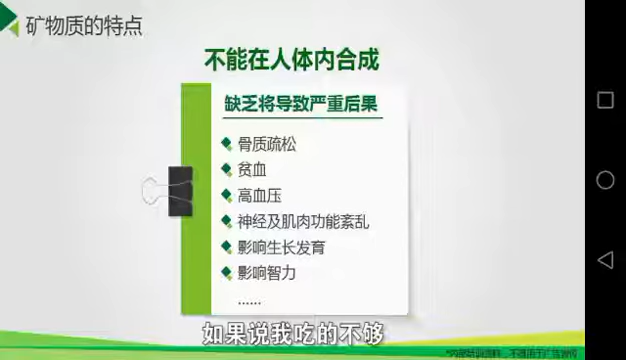 矿物质的特点
不能在人体内合成
缺乏将导致严重后果
骨质疏松
贫血
高血压
神经及肌肉功能紊乱
影响生长发育
影响智力
......
如果说我吃的不够